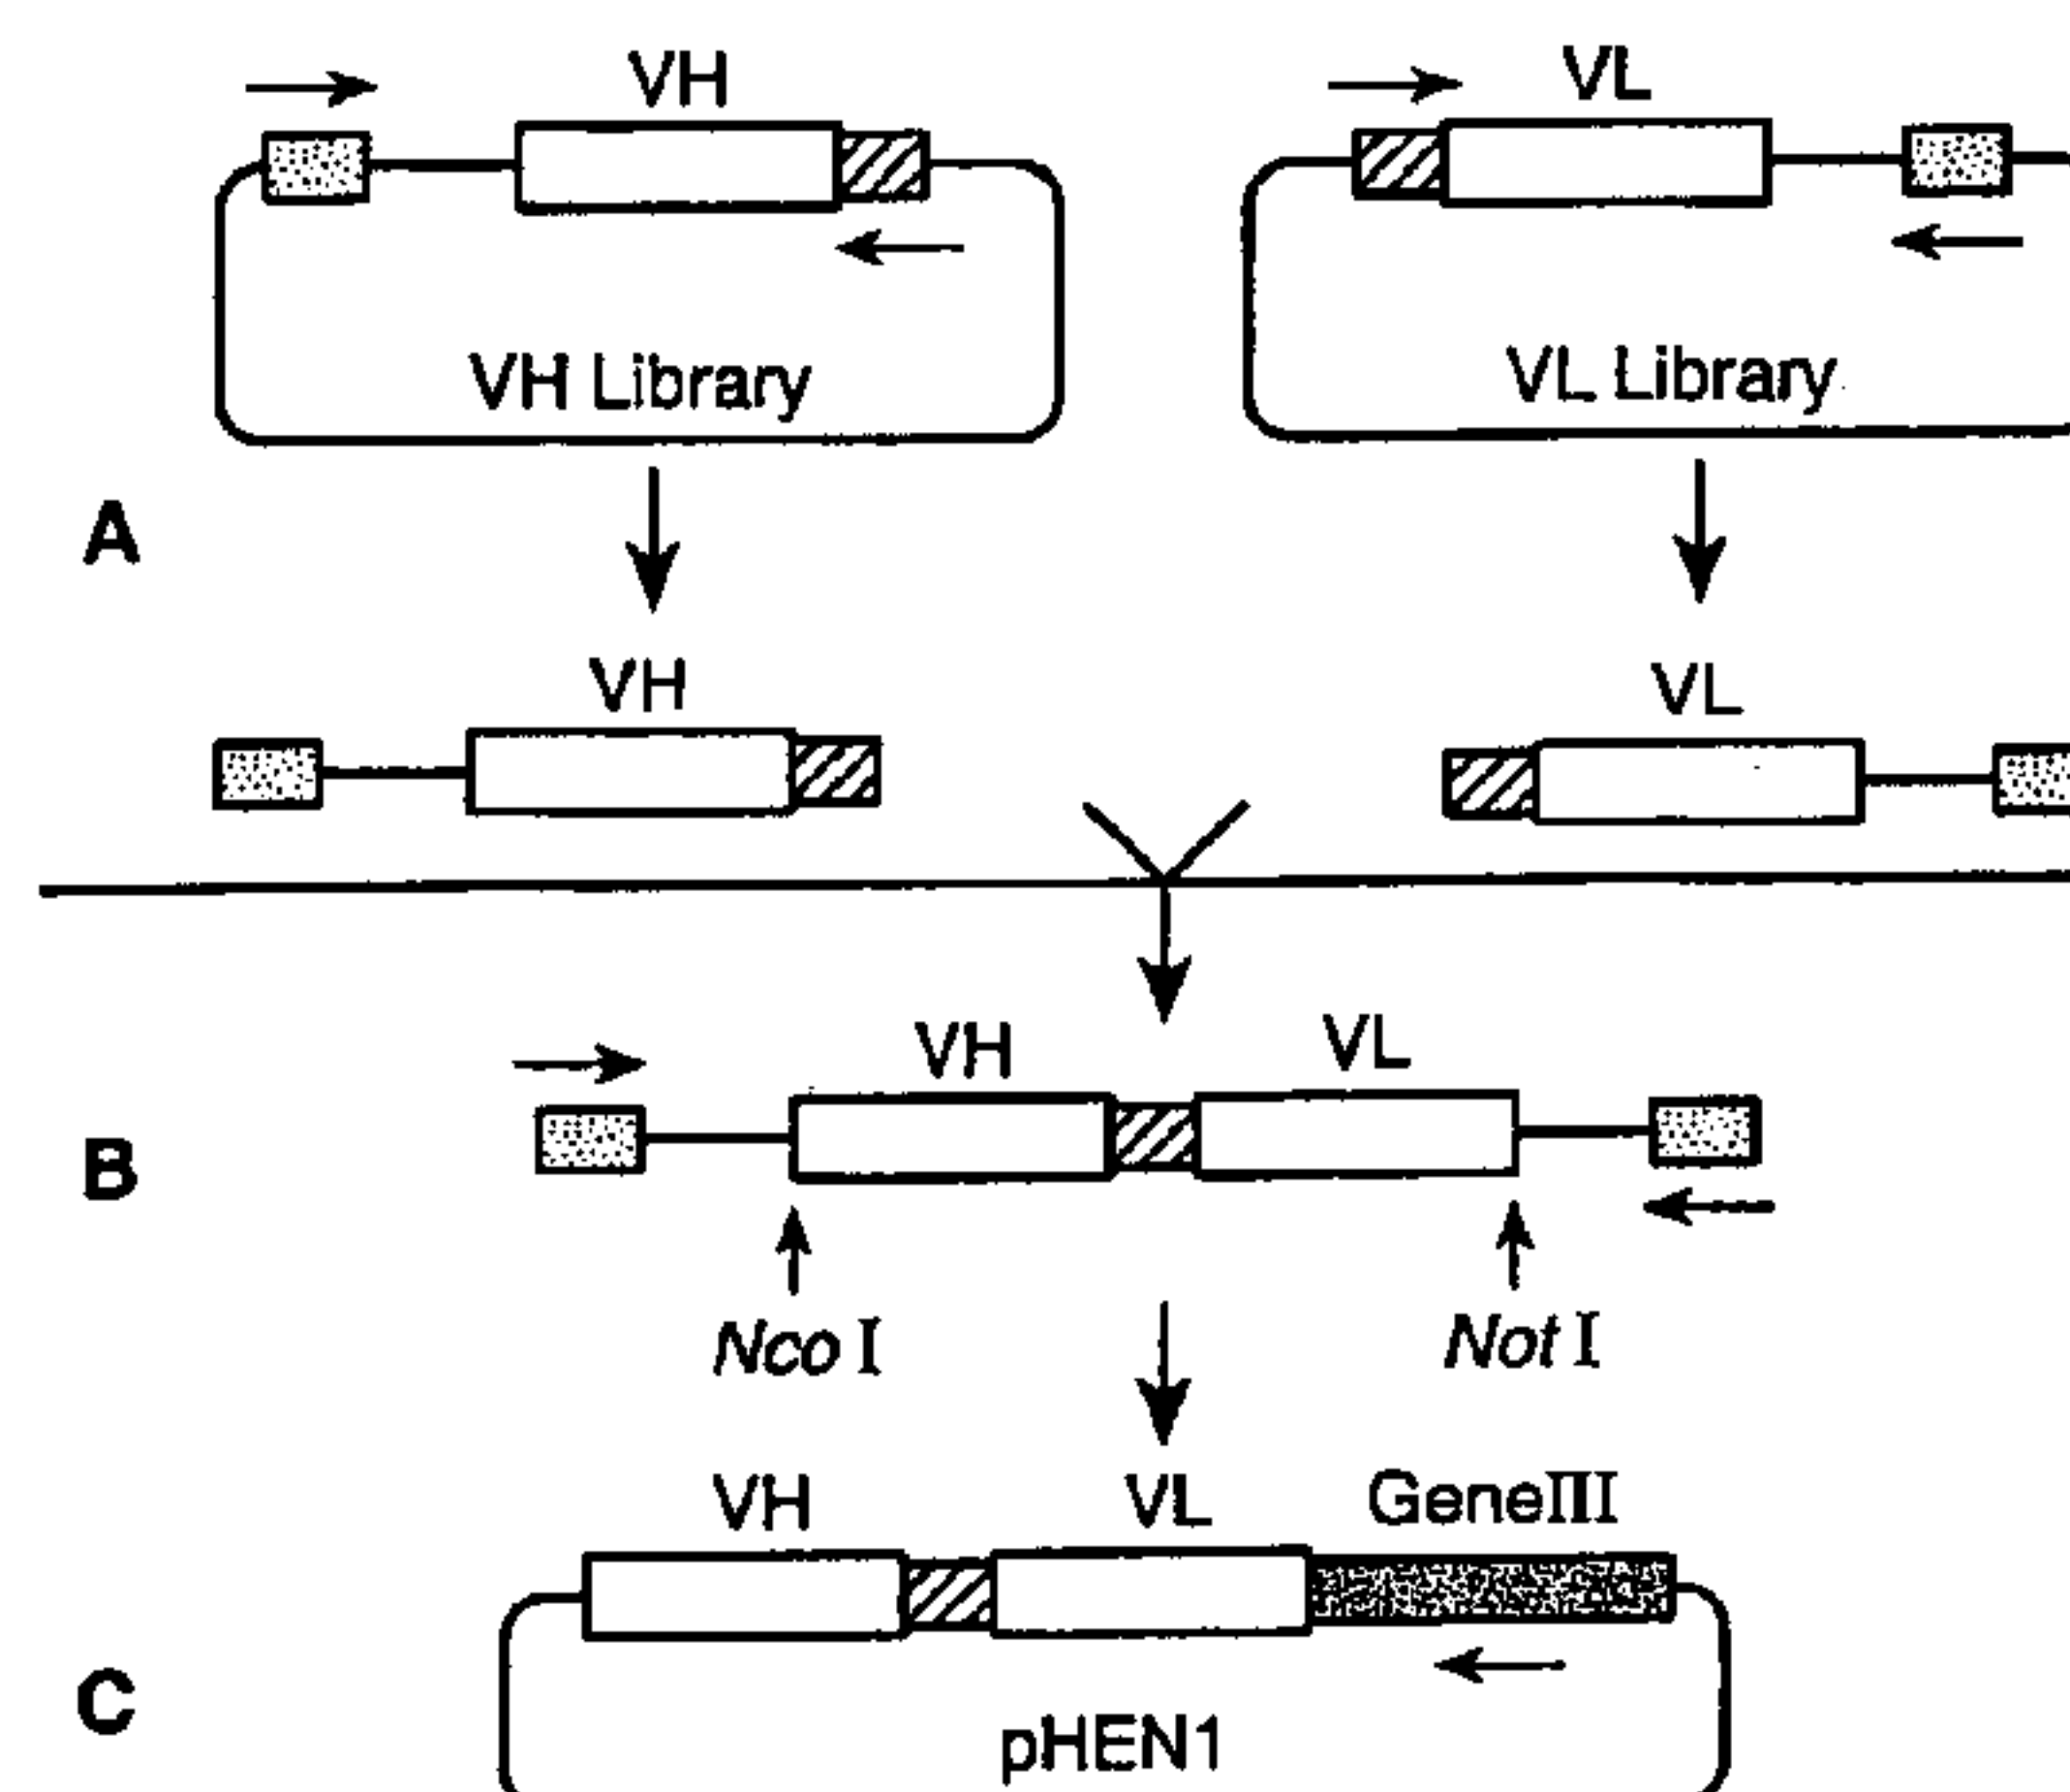 VH
VL
VH Library
VL Library
A
VH
VL
VH
VL
B
Nco I
Not I
VH
VL
GeneIII
C
pHEN1